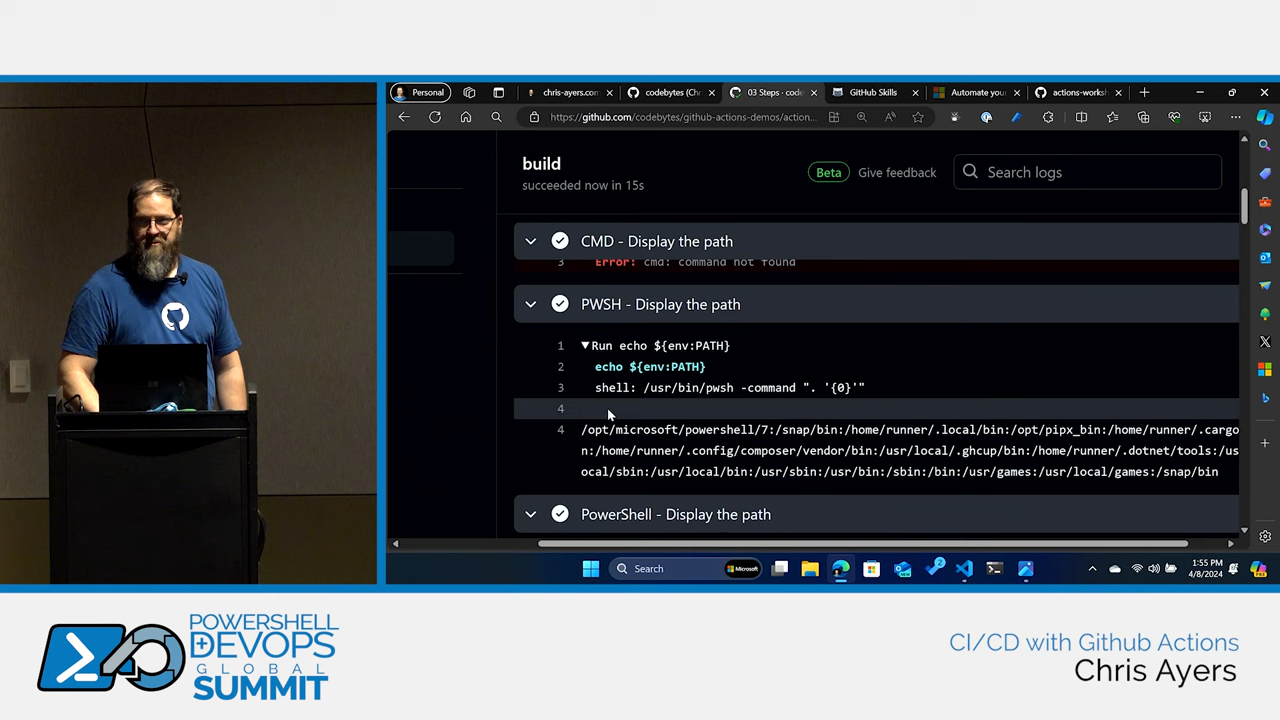 Personal
chris-ayers.com
codebytes (Chr
03 Steps · code
GitHub Skills
Automate your
actions-worksh
https://github.com/codebytes/github-actions-demos/action...
build
succeeded now in 15s
Beta
Give feedback
Search logs
CMD - Display the path
3 Error: cmd: command not found
PWSH - Display the path
1 ▼Run echo ${env:PATH}
2 echo ${env:PATH}
3 shell: /usr/bin/pwsh -command ". '{0}'"
4
4 /opt/microsoft/powershell/7:/snap/bin:/home/runner/.local/bin:/opt/pipx_bin:/home/runner/.cargo
n:/home/runner/.config/composer/vendor/bin:/usr/local/.ghcup/bin:/home/runner/.dotnet/tools:/us
ocal/sbin:/usr/local/bin:/usr/sbin:/usr/bin:/sbin:/bin:/usr/games:/usr/local/games:/snap/bin
PowerShell - Display the path
Search
Microsoft
1:55 PM
4/8/2024
POWERSHELL
+DEVOPS
GLOBAL
SUMMIT
CI/CD with Github Actions
Chris Ayers